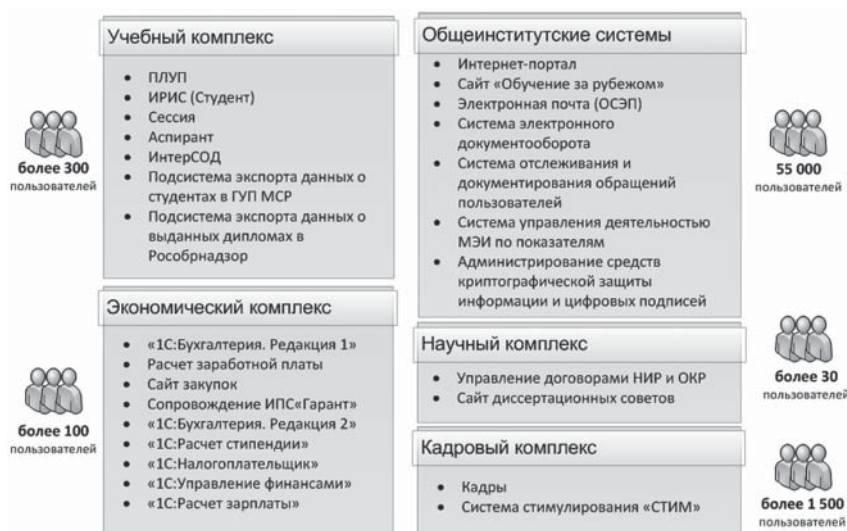 Учебный комплекс
• ПЛУП
• ИРИС (Студент)
• Сессия
• Аспирант
• ИнтерСОД
• Подсистема экспорта данных о
студентах в ГУП МСР
• Подсистема экспорта данных о
выданных дипломах в
Рособрнадзор
более 300
пользователей
Общеинститутские системы
• Интернет-портал
• Сайт «Обучение за рубежом»
• Электронная почта (ОСЭП)
• Система электронного
документооборота
• Система отслеживания и
документирования обращений
пользователей
• Система управления деятельностью
МЭИ по показателям
• Администрирование средств
криптографической защиты
информации и цифровых подписей
55 000
пользователей
Экономический комплекс
• «1С:Бухгалтерия. Редакция 1»
• Расчет заработной платы
• Сайт закупок
• Сопровождение ИПС«Гарант»
• «1С:Бухгалтерия. Редакция 2»
• «1С:Расчет стипендии»
• «1С:Налогоплательщик»
• «1С:Управление финансами»
• «1С:Расчет зарплаты»
более 100
пользователей
Научный комплекс
• Управление договорами НИР и ОКР
• Сайт диссертационных советов
более 30
пользователей
Кадровый комплекс
• Кадры
• Система стимулирования «СТИМ»
более 1 500
пользователей